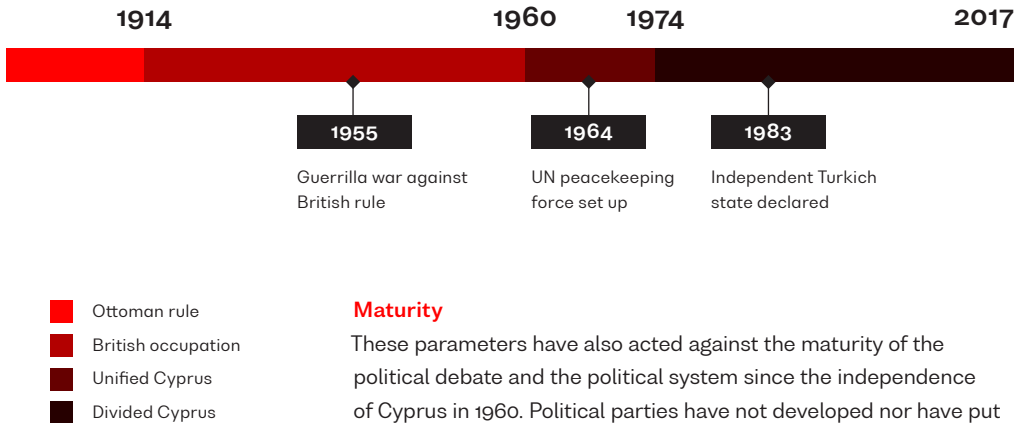 1914 1960 1974 2017
1955 1964 1983
Guerrilla war against UN peacekeeping Independent Turkich
British rule force set up state declared
Ottoman rule
British occupation
Unified Cyprus
Divided Cyprus
Maturity
These parameters have also acted against the maturity of the
political debate and the political system since the independence
of Cyprus in 1960. Political parties have not developed nor have put